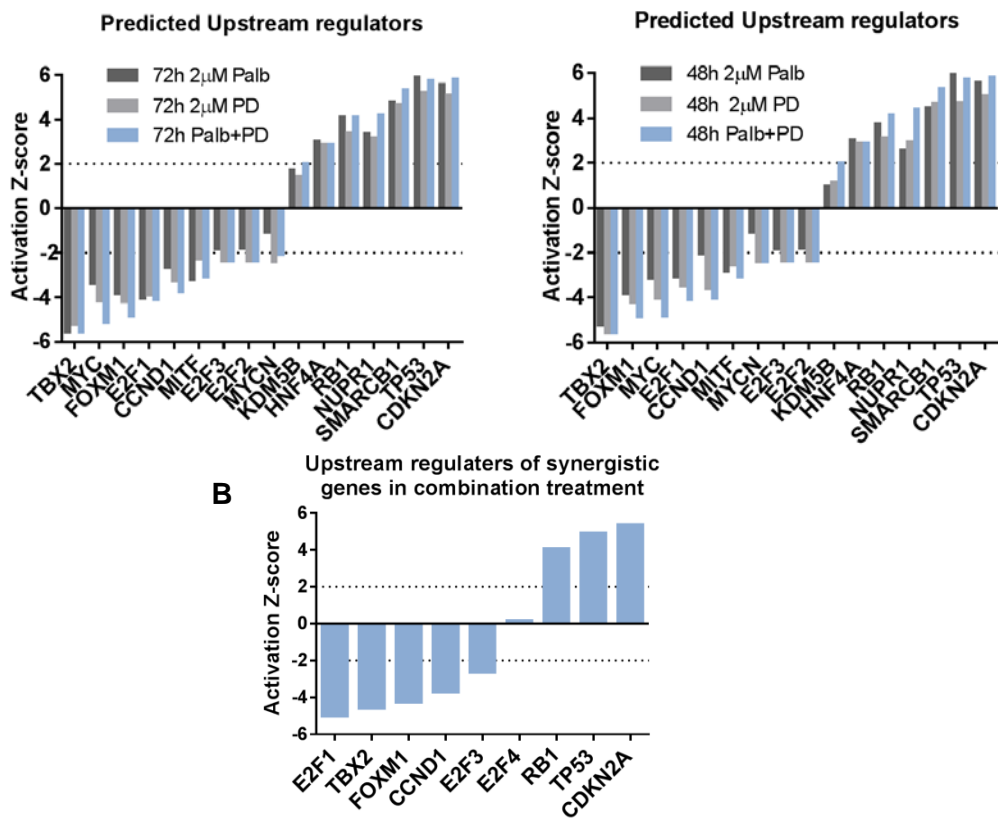 Predicted Upstream regulators
Activation Z-score
6
4
2
0
-2
-4
-6
72h 2μM Palb
72h 2μM PD
72h Palb+PD
TBX2
MYC
FOXM1
E2F1
CCND1
MITF
E2F3
E2F2
MYCN
KDM5B
HNF4A
RB1
NUPR1
SMARCB1
TP53
CDKN2A
Predicted Upstream regulators
Activation Z-score
6
4
2
0
-2
-4
-6
48h 2μM Palb
48h 2μM PD
48h Palb+PD
TBX2
FOXM1
MYC
E2F1
CCND1
MITF
MYCN
E2F3
E2F2
KDM5B
HNF4A
RB1
NUPR1
SMARCB1
TP53
CDKN2A
B
Upstream regulaters of synergistic
genes in combination treatment
Activation Z-score
6
4
2
0
-2
-4
-6
E2F1
TBX2
FOXM1
CCND1
E2F3
E2F4
RB1
TP53
CDKN2A